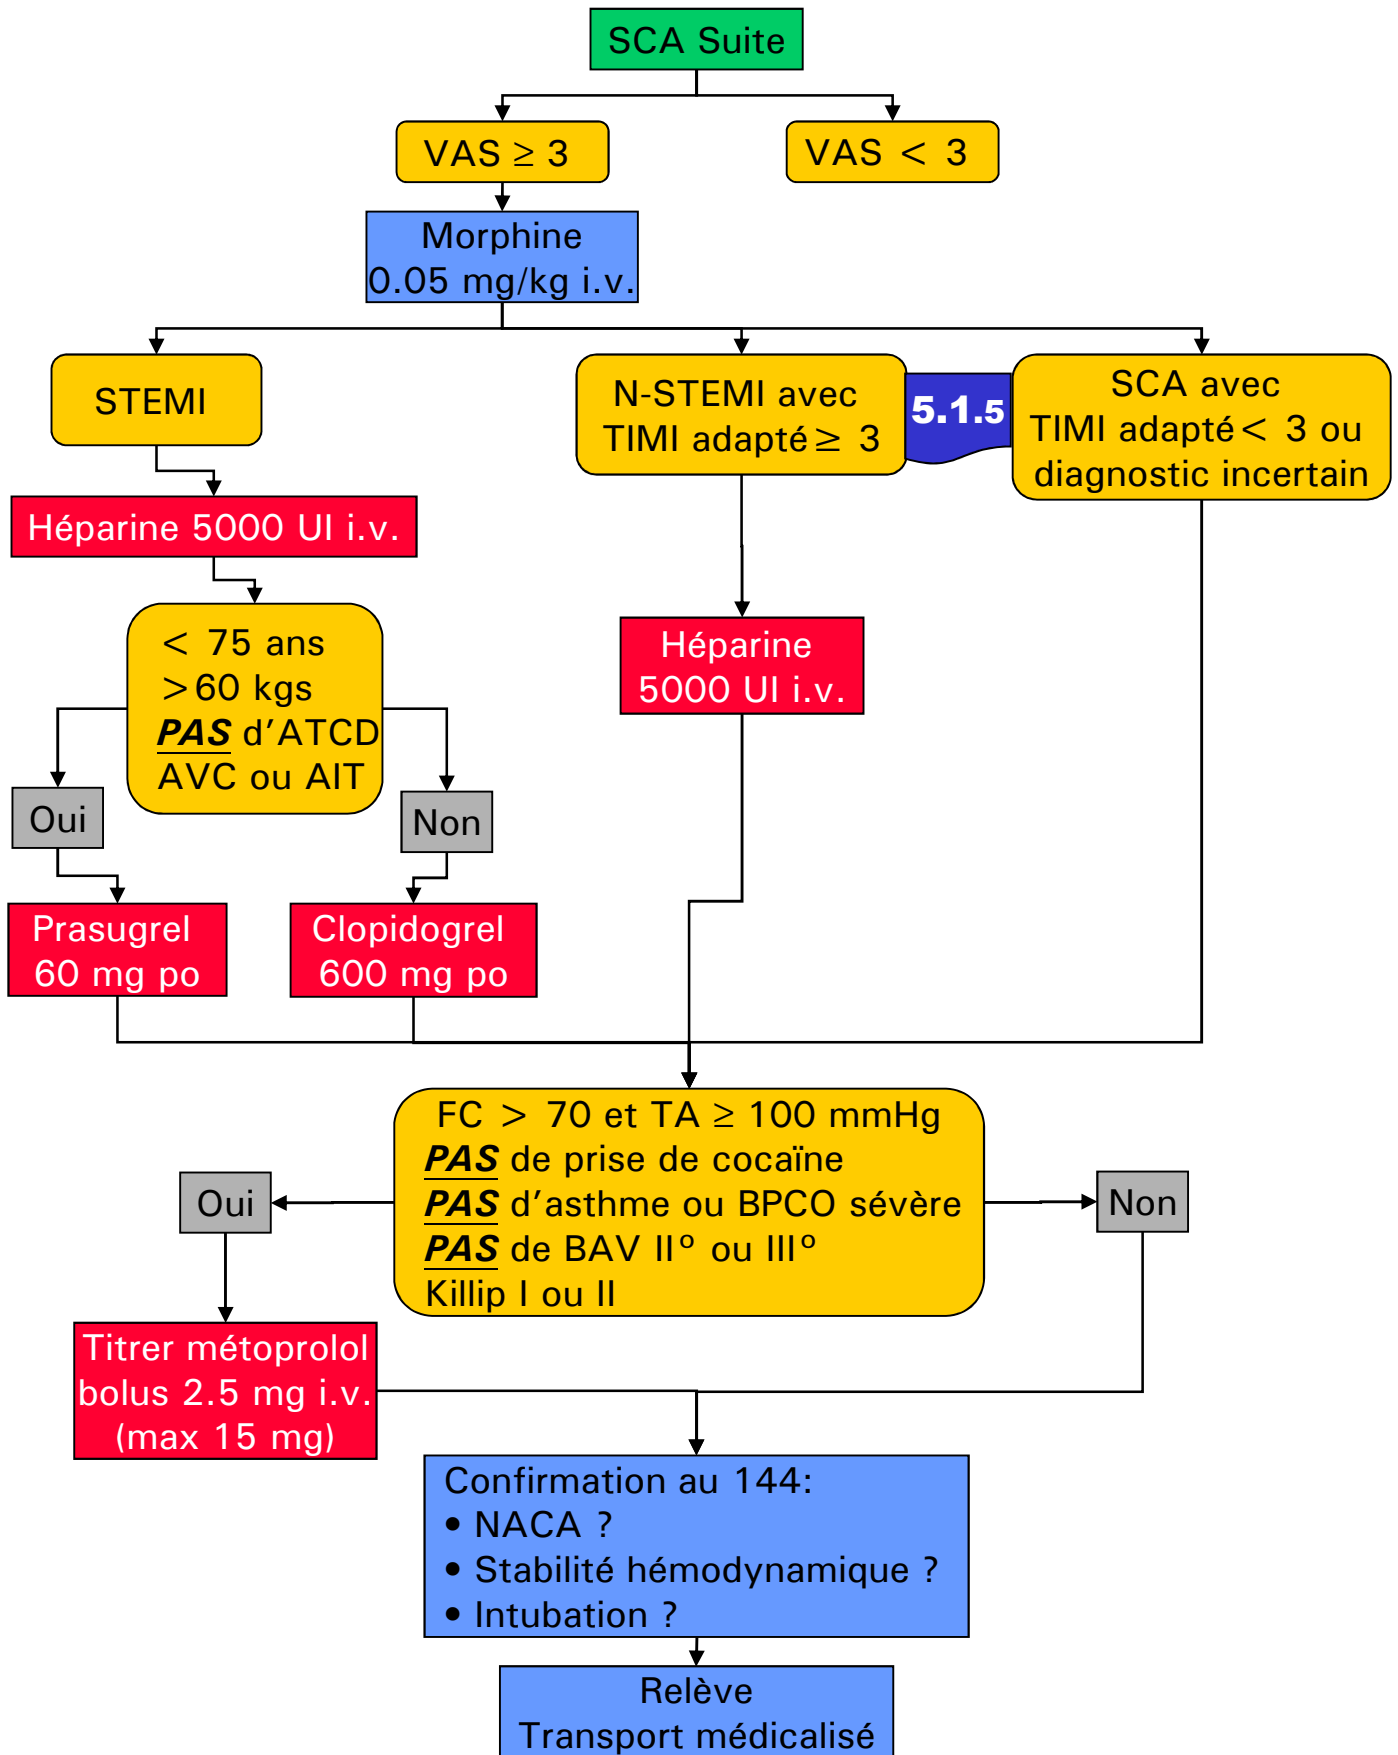 SCA Suite
VAS ≥ 3
VAS < 3
Morphine
0.05 mg/kg i.v.
STEMI
N-STEMI avec
TIMI adapté ≥ 3
5.1.5
SCA avec
TIMI adapté < 3 ou
diagnostic incertain
Héparine 5000 UI i.v.
< 75 ans
>60 kgs
PAS d'ATCD
AVC ou AIT
Héparine
5000 UI i.v.
Oui
Non
Prasugrel
60 mg po
Clopidogrel
600 mg po
FC > 70 et TA ≥ 100 mmHg
PAS de prise de cocaïne
PAS d'asthme ou BPCO sévère
PAS de BAV II° ou III°
Killip I ou II
Oui
Non
Titrer métoprolol
bolus 2.5 mg i.v.
(max 15 mg)
Confirmation au 144:
• NACA ?
• Stabilité hémodynamique ?
• Intubation ?
Relève
Transport médicalisé